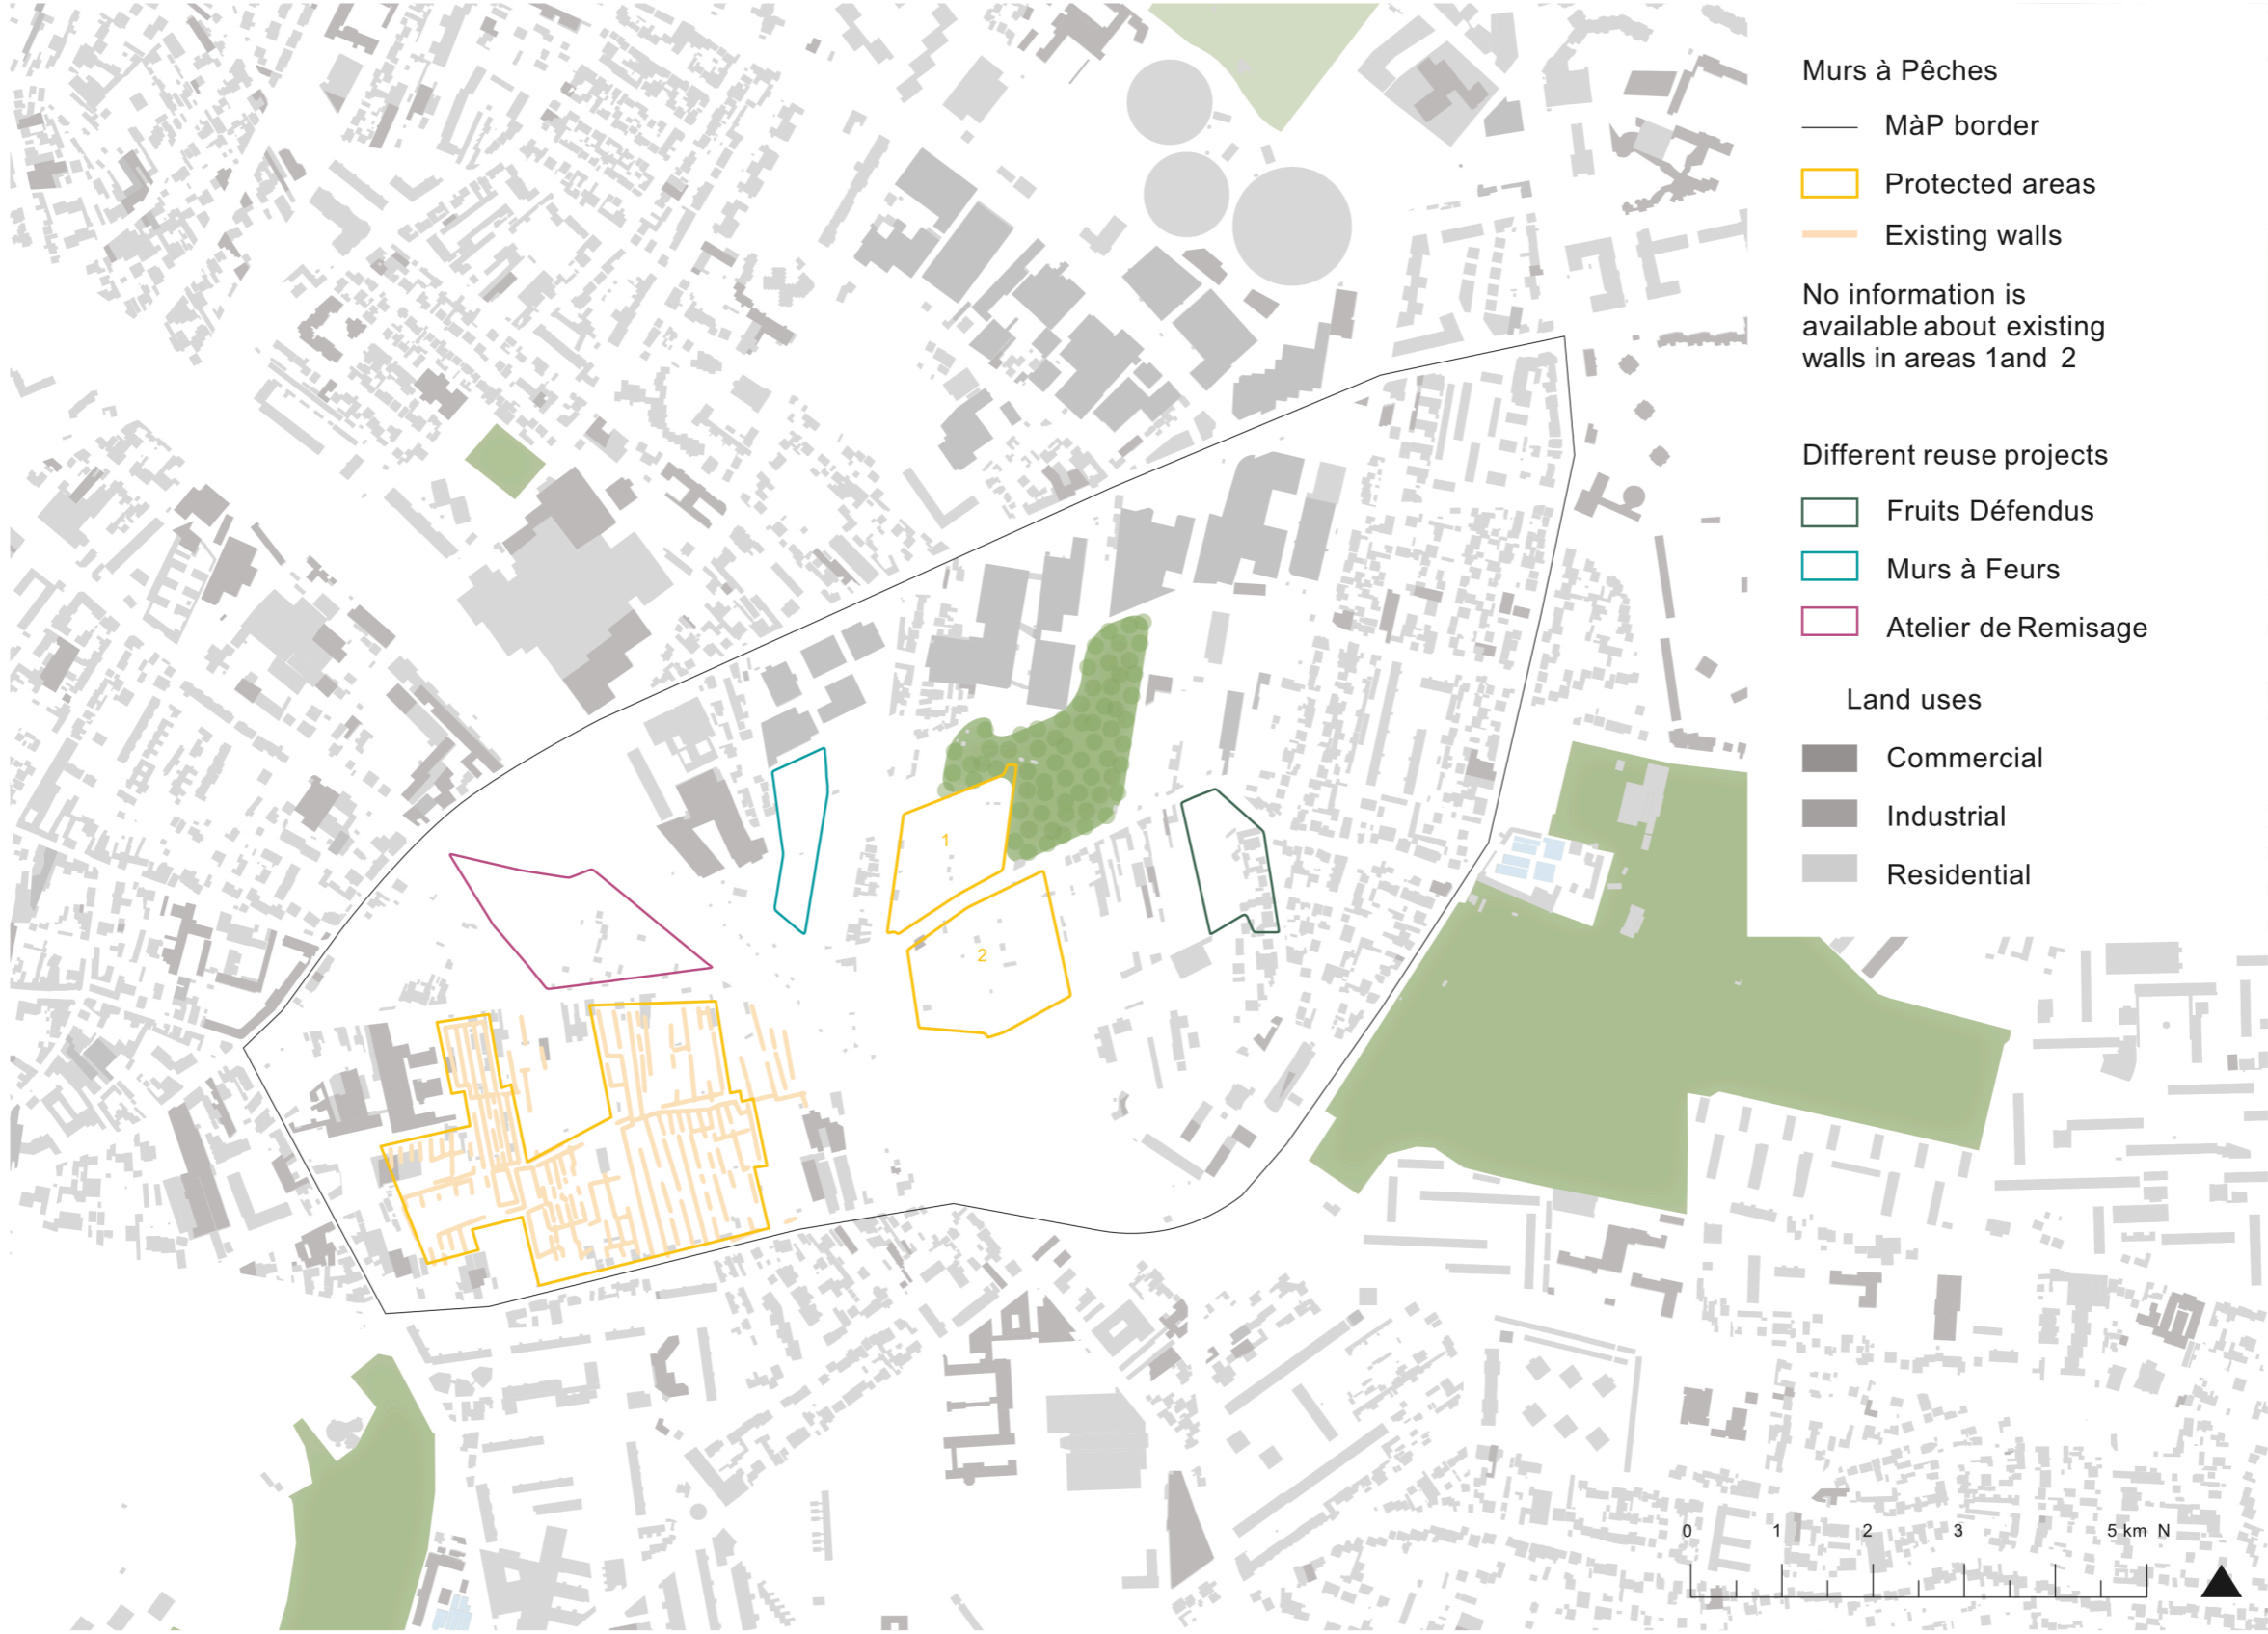 Murs à Pêches
MàP border
Protected areas
Existing walls
No information is
available about existing
walls in areas 1and 2
Different reuse projects
Fruits Défendus
Murs à Feurs
Atelier de Remisage
Land uses
Commercial
Industrial
Residential
1
2
0 1 2 3 5 km N